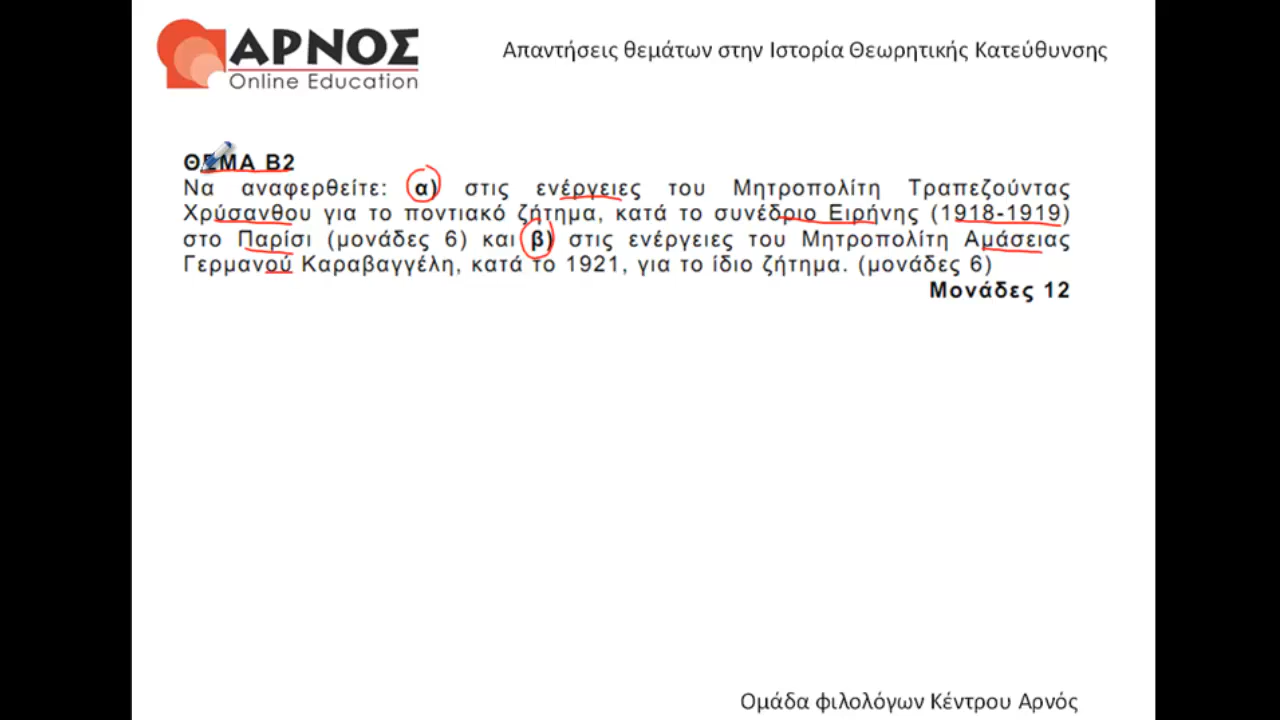 ΑΡΝΟΣ
Online Education
Απαντήσεις θεμάτων στην Ιστορία Θεωρητικής Κατεύθυνσης
ΘΕΜΑ Β2
Να αναφερθείτε: α) στις ενέργειες του Μητροπολίτη Τραπεζούντας
Χρύσανθου για το ποντιακό ζήτημα, κατά το συνέδριο Ειρήνης (1918-1919)
στο Παρίσι (μονάδες 6) και β) στις ενέργειες του Μητροπολίτη Αμάσειας
Γερμανού Καραβαγγέλη, κατά το 1921, για το ίδιο ζήτημα. (μονάδες 6)
Μονάδες 12
Ομάδα φιλολόγων Κέντρου Αρνός